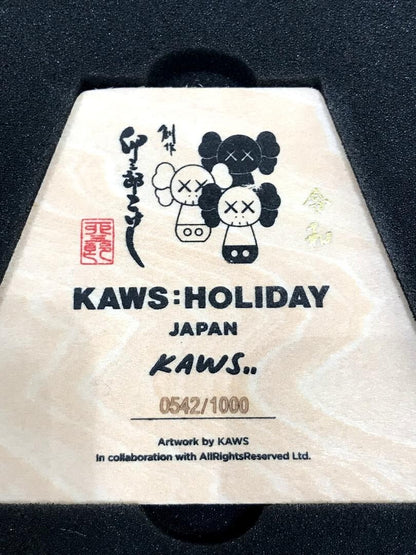 創作
卯三郎こけし
令和
KAWS:HOLIDAY
JAPAN
KAWS..
0542/1000
Artwork by KAWS
In collaboration with AllRightsReserved Ltd.